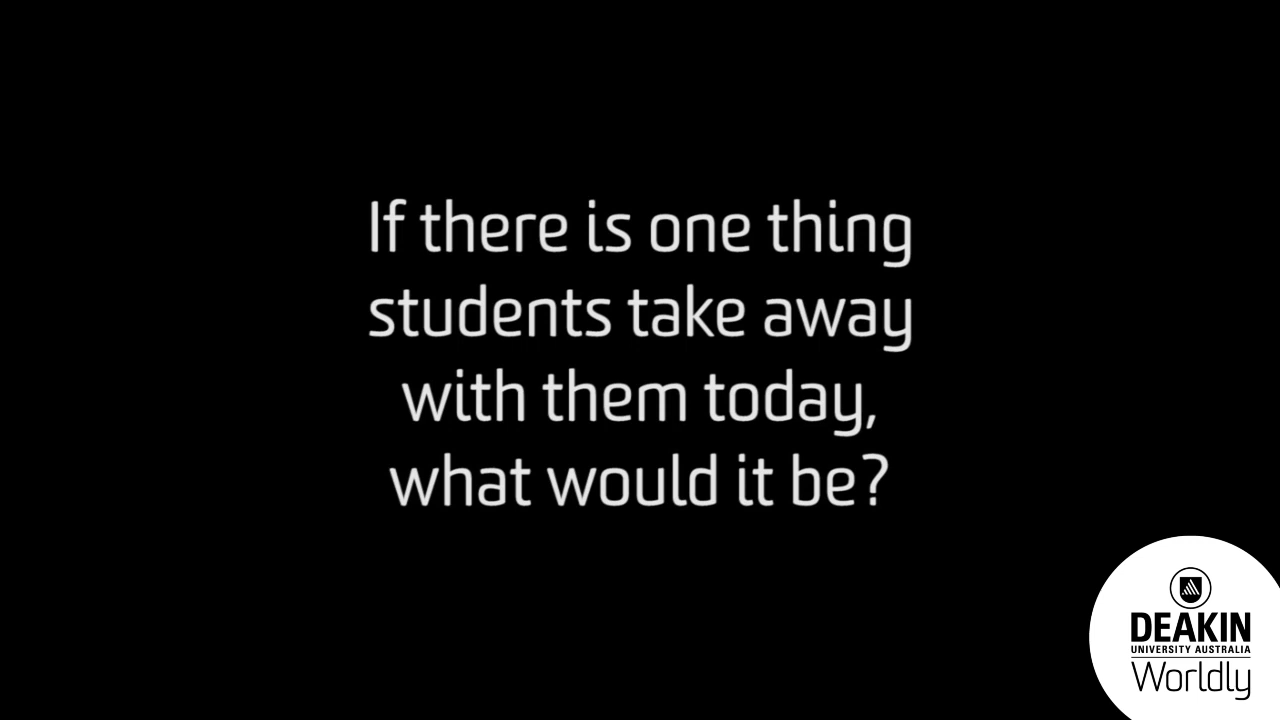 If there is one thing
students take away
with them today,
what would it be?
DEAKIN
UNIVERSITY AUSTRALIA
Worldly